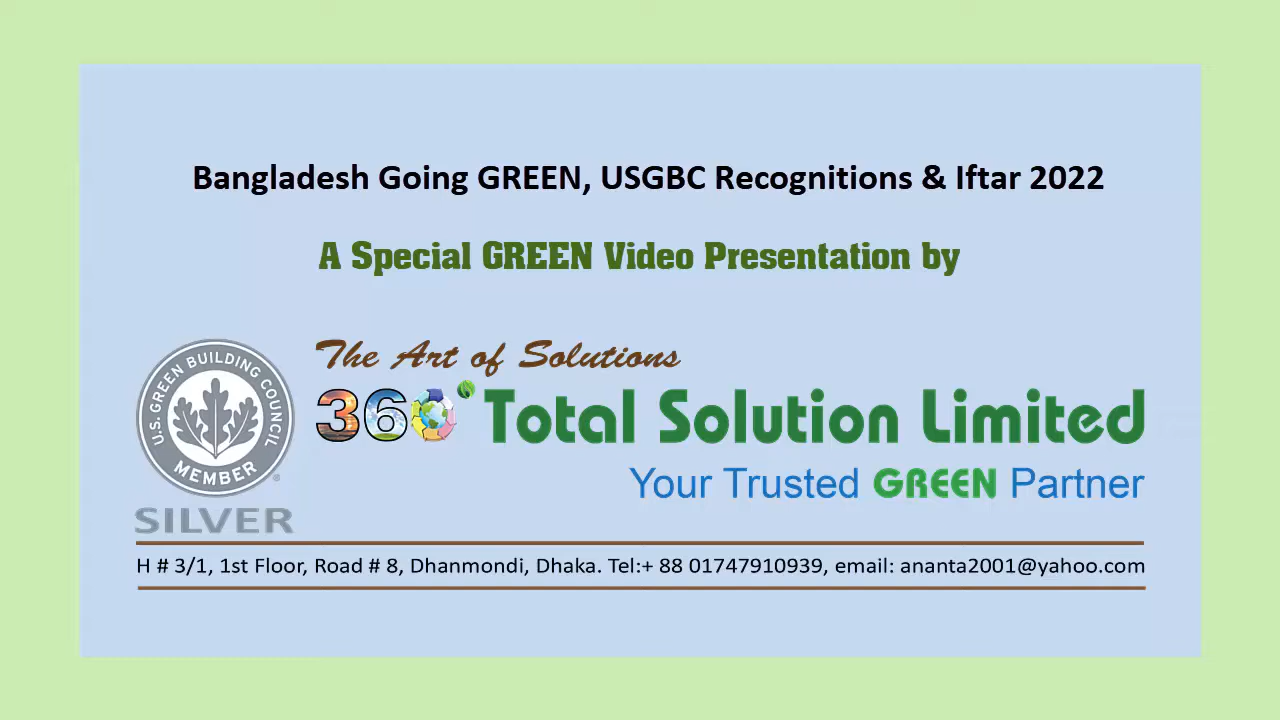 Bangladesh Going GREEN, USGBC Recognitions & Iftar 2022
A Special GREEN Video Presentation by
The Art of Solutions
360° Total Solution Limited
Your Trusted GREEN Partner
U.S. GREEN BUILDING COUNCIL
MEMBER
®
SILVER
H # 3/1, 1st Floor, Road # 8, Dhanmondi, Dhaka. Tel:+ 88 01747910939, email: ananta2001@yahoo.com